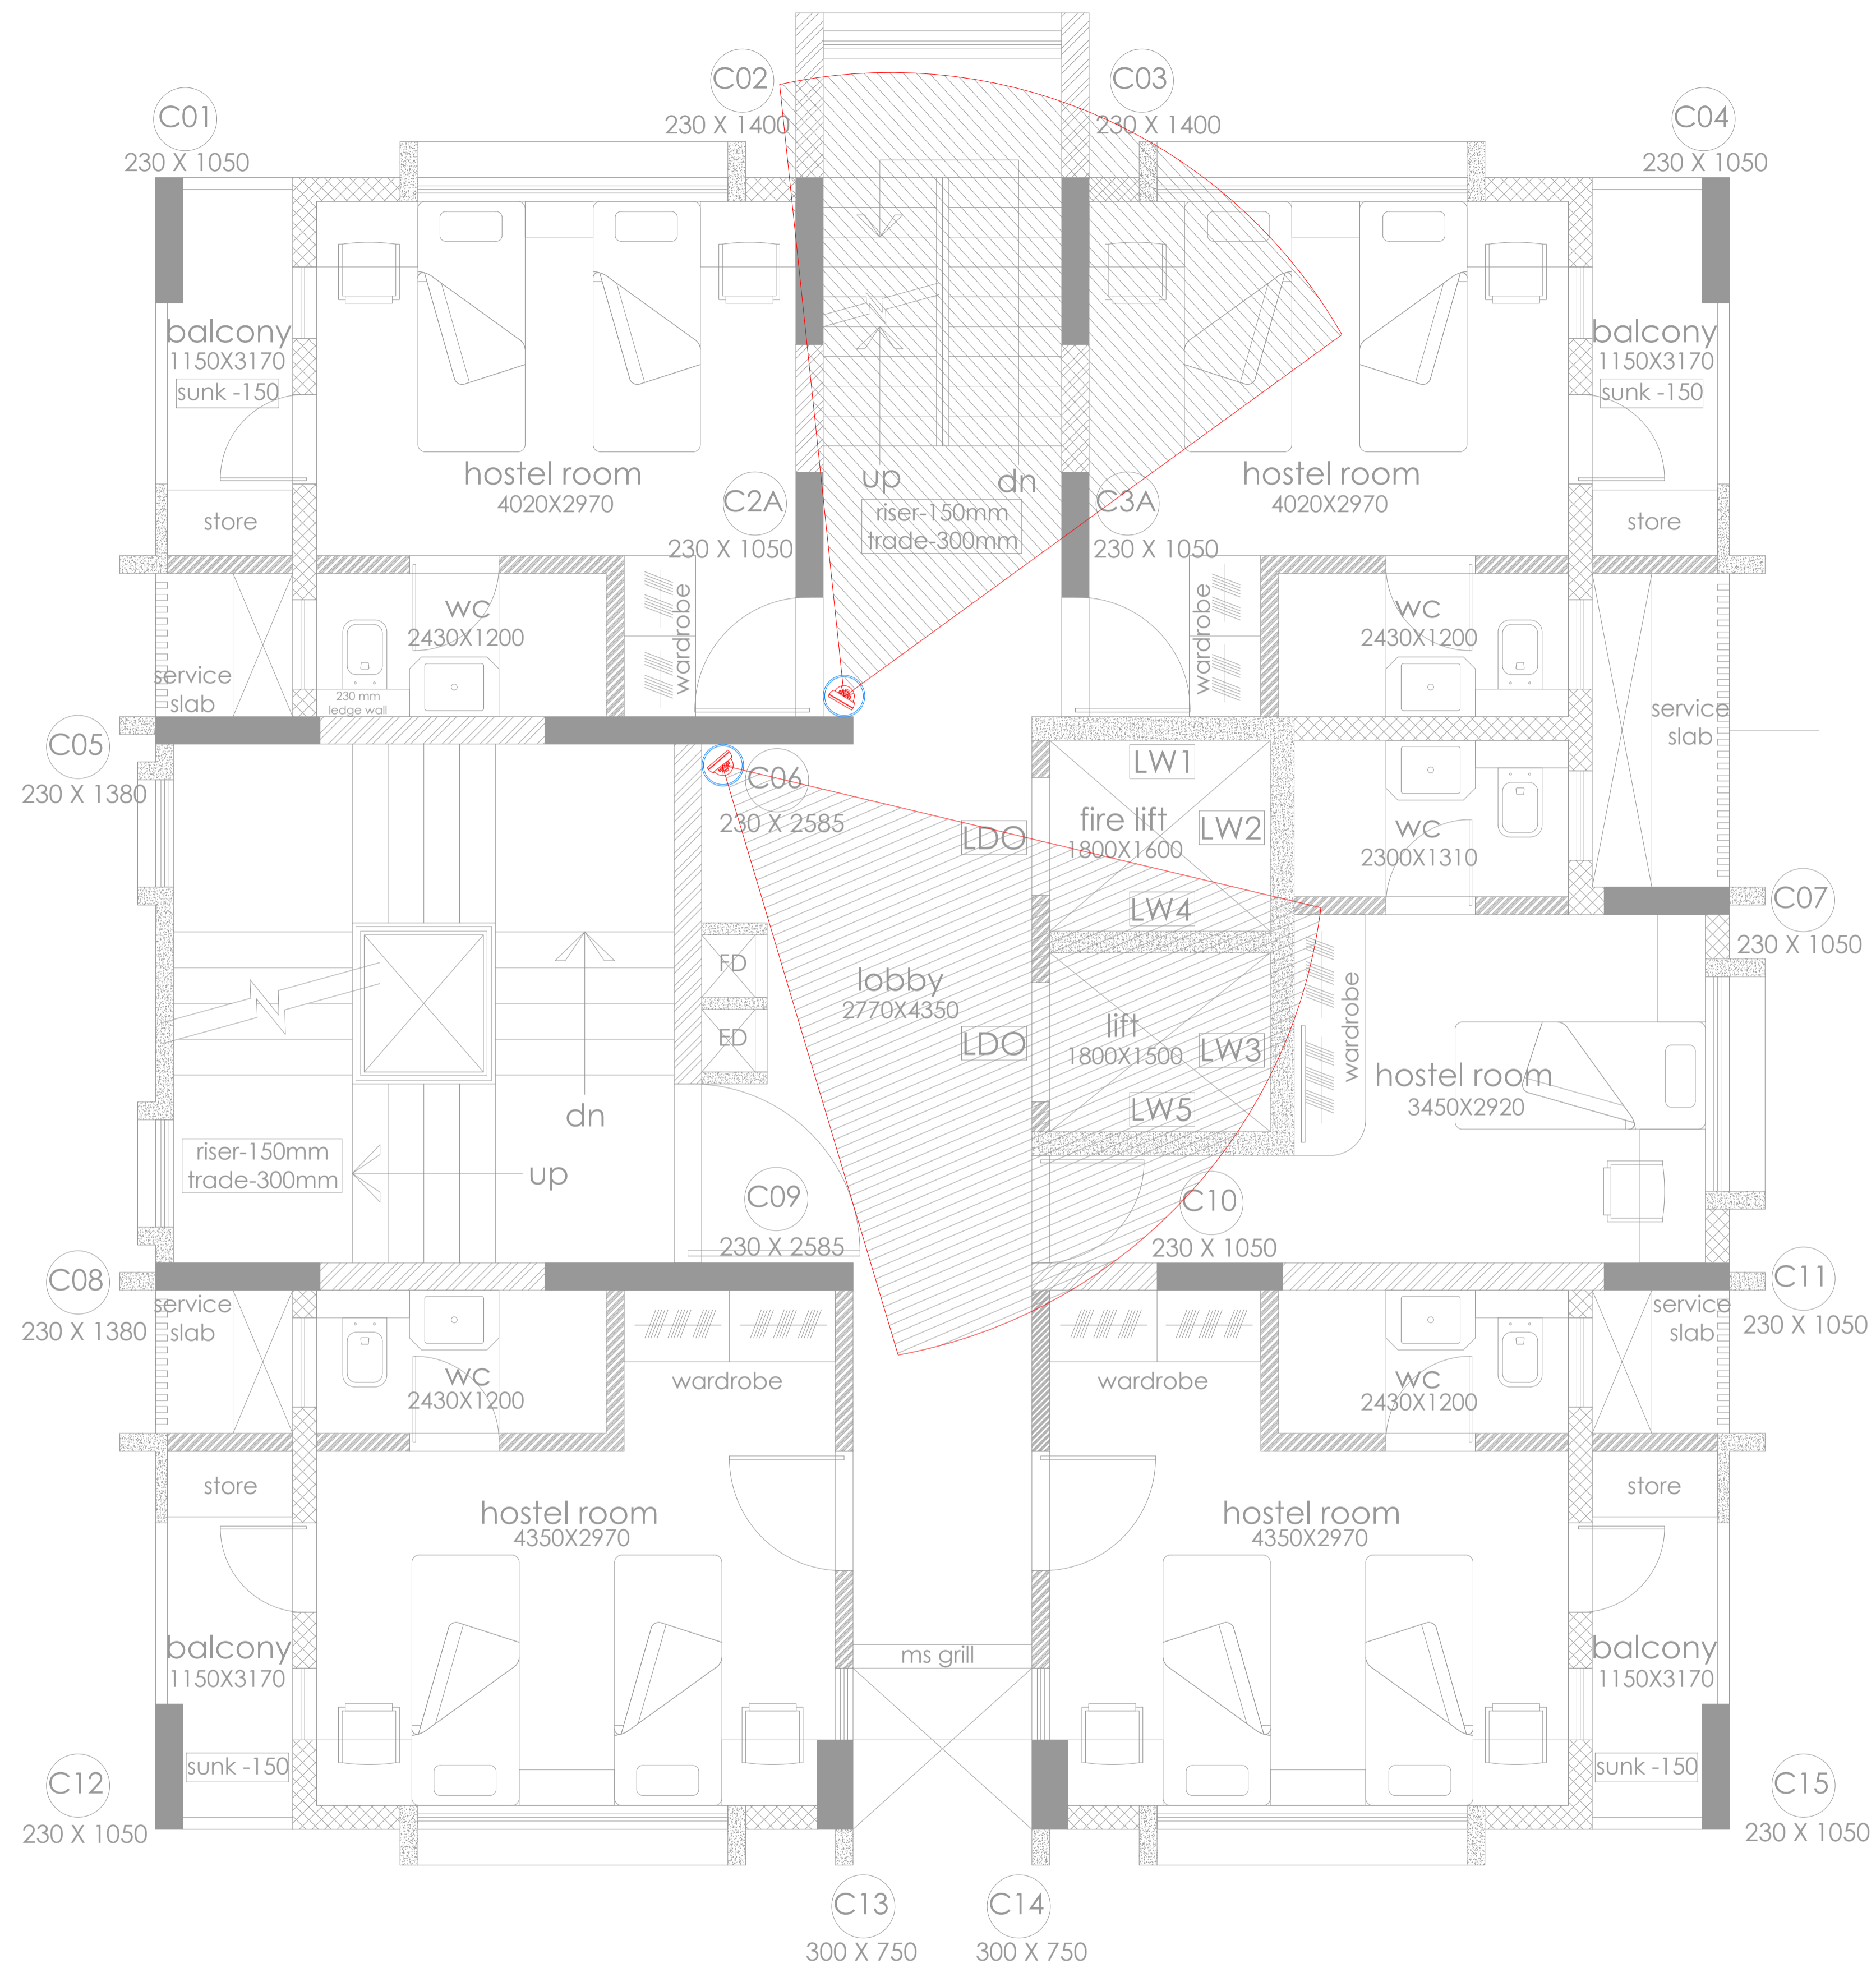 C02
C03
C01
C04
230 X 1400
230 X 1400
230 X 1050
230 X 1050
balcony
1150X3170
sunk -150
balcony
1150X3170
sunk -150
hostel room
4020X2970
up
dn
hostel room
4020X2970
C2A
C3A
riser-150mm
trade-300mm
store
store
230 X 1050
230 X 1050
WC
2430X1200
wardrobe
wardrobe
WC
2430X1200
service
slab
230 mm
ledge wall
service
slab
C05
230 X 1380
C06
230 X 2585
LW1
fire lift
1800X1600
LW2
LDO
LW4
WC
2300X1310
C07
230 X 1050
FD
ED
lobby
2770X4350
LDO
lift
1800X1500
LW3
LW5
wardrobe
hostel room
3450X2920
dn
up
riser-150mm
trade-300mm
C09
230 X 2585
C10
230 X 1050
C08
230 X 1380
C11
230 X 1050
service
slab
service
slab
WC
2430X1200
wardrobe
wardrobe
WC
2430X1200
store
store
hostel room
4350X2970
hostel room
4350X2970
balcony
1150X3170
ms grill
balcony
1150X3170
sunk -150
sunk -150
C12
230 X 1050
C15
230 X 1050
C13
300 X 750
C14
300 X 750